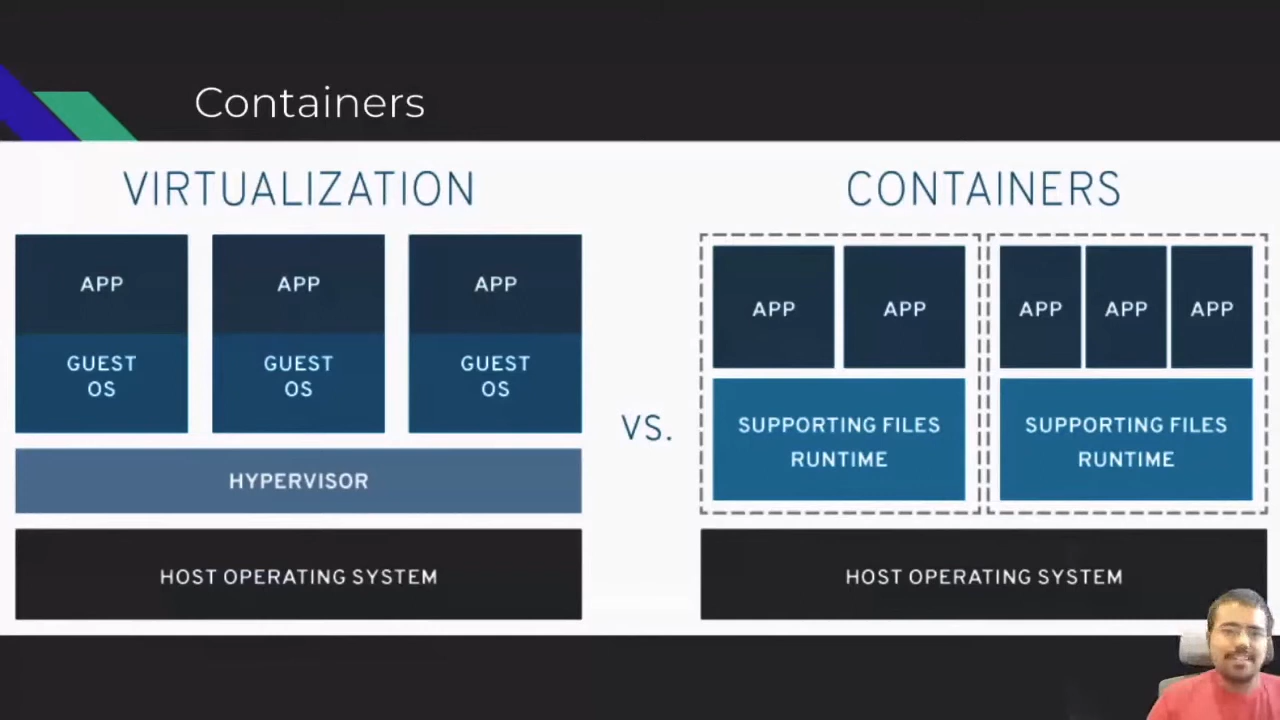 Containers
VIRTUALIZATION
APP
APP
APP
GUEST
OS
GUEST
OS
GUEST
OS
HYPERVISOR
HOST OPERATING SYSTEM
VS.
CONTAINERS
APP
APP
SUPPORTING FILES
RUNTIME
APP
APP
APP
SUPPORTING FILES
RUNTIME
HOST OPERATING SYSTEM